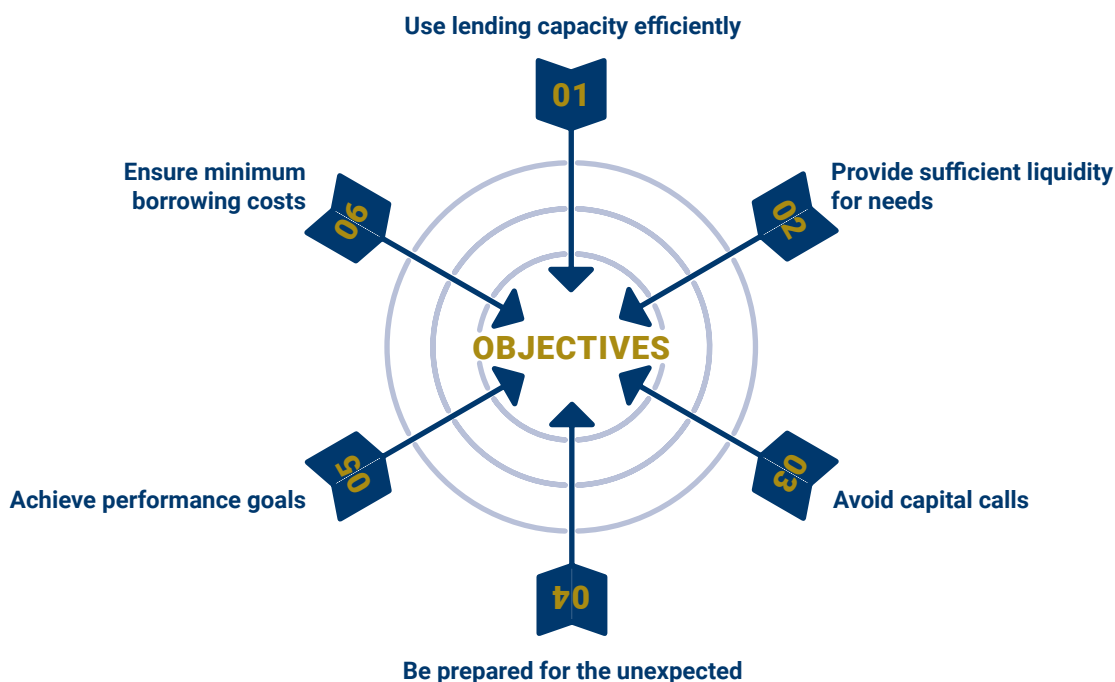 Use lending capacity efficiently
01
Provide sufficient liquidity
for needs
02
Avoid capital calls
03
Be prepared for the unexpected
04
Achieve performance goals
05
Ensure minimum
borrowing costs
06
OBJECTIVES